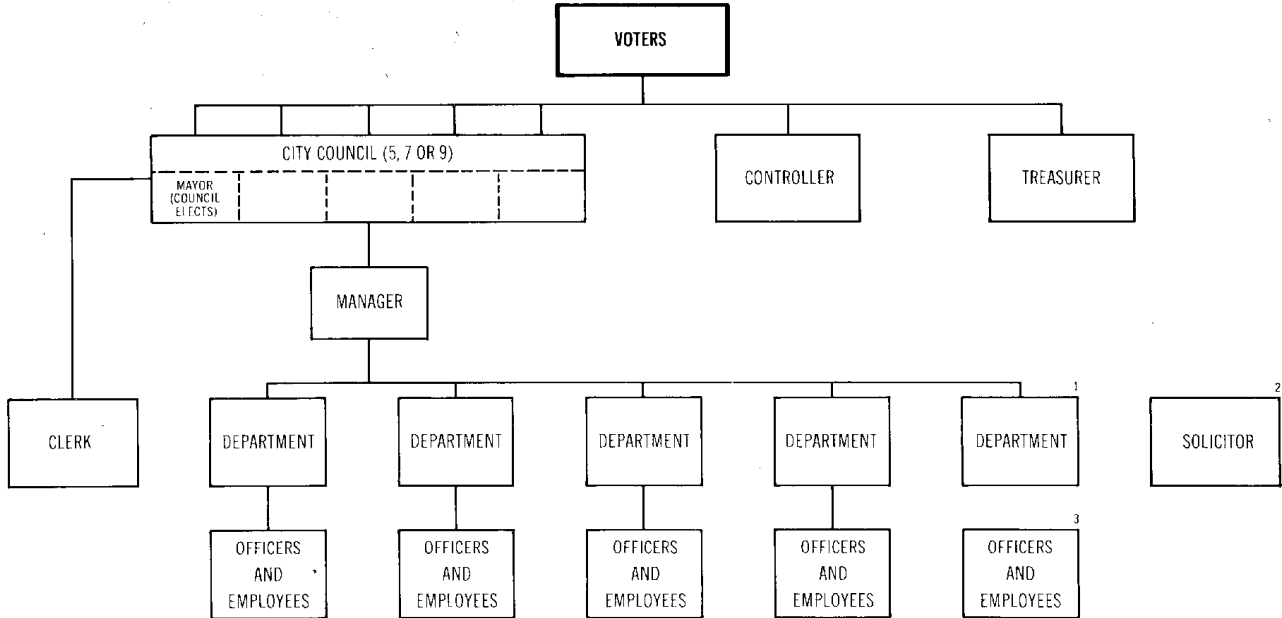 VOTERS
CITY COUNCIL (5, 7 OR 9)
MAYOR
(COUNCIL
ELECTS)
CONTROLLER
TREASURER
MANAGER
1
2
CLERK
DEPARTMENT
DEPARTMENT
DEPARTMENT
DEPARTMENT
DEPARTMENT
SOLICITOR
3
OFFICERS
AND
EMPLOYEES
OFFICERS
AND
EMPLOYEES
OFFICERS
AND
EMPLOYEES
OFFICERS
AND
EMPLOYEES
OFFICERS
AND
EMPLOYEES